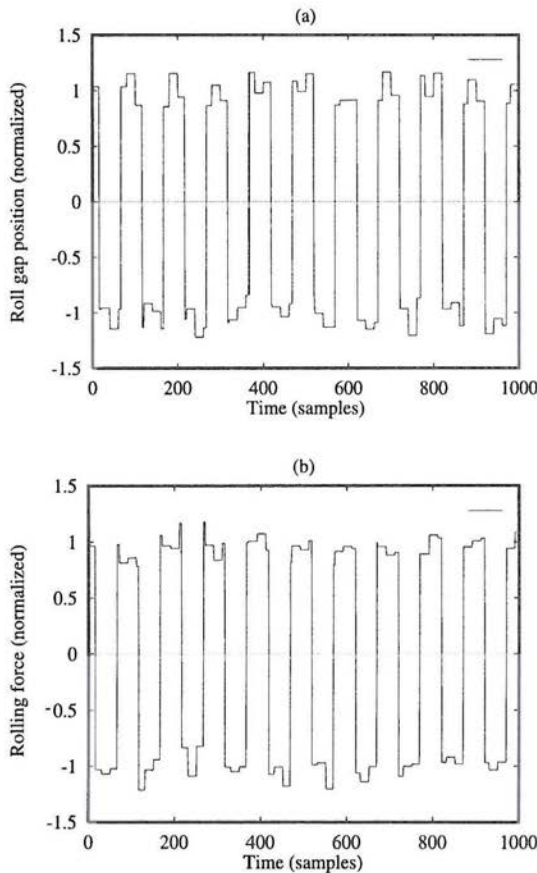 (a)
1.5
1
0.5
0
-0.5
-1
-1.5
Roll gap position (normalized)
0 200 400 600 800 1000
Time (samples)
(b)
1.5
1
0.5
0
-0.5
-1
-1.5
Rolling force (normalized)
0 200 400 600 800 1000
Time (samples)